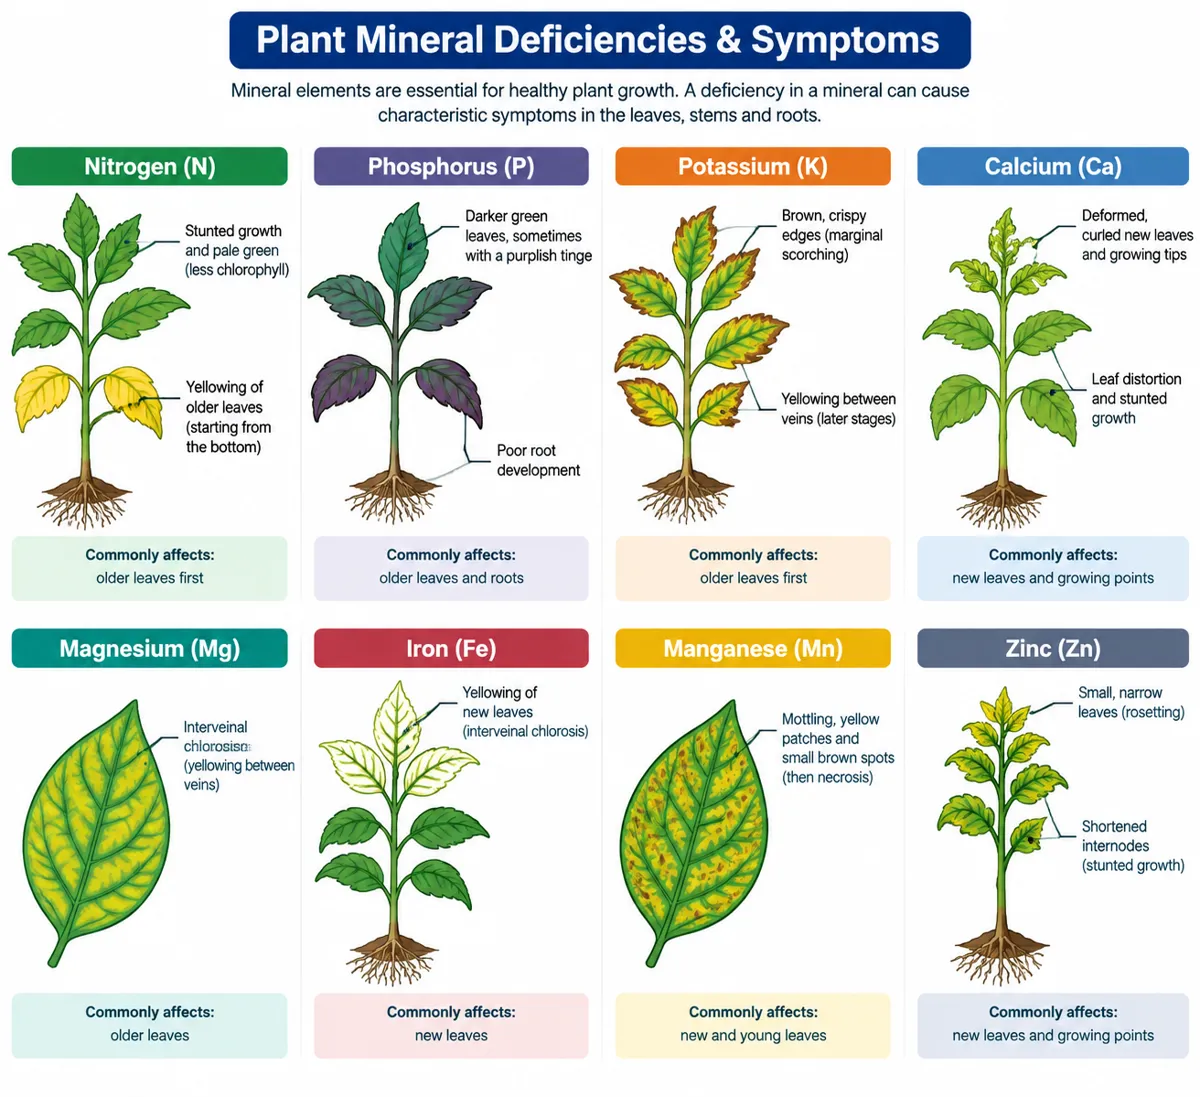 Plant Mineral Deficiencies & Symptoms
Mineral elements are essential for healthy plant growth. A deficiency in a mineral can cause
characteristic symptoms in the leaves, stems and roots.
Nitrogen (N)
Stunted growth
and pale green
(less chlorophyll)
Yellowing of
older leaves
(starting from
the bottom)
Commonly affects:
older leaves first
Phosphorus (P)
Darker green
leaves, sometimes
with a purplish tinge
Poor root
development
Commonly affects:
older leaves and roots
Potassium (K)
Brown, crispy
edges (marginal
scorching)
Yellowing between
veins (later stages)
Commonly affects:
older leaves first
Calcium (Ca)
Deformed,
curled new leaves
and growing tips
Leaf distortion
and stunted
growth
Commonly affects:
new leaves and growing points
Magnesium (Mg)
Interveinal
(yellowing between
veins)
Commonly affects:
older leaves
Iron (Fe)
Yellowing of
new leaves
(interveinal chlorosis)
Commonly affects:
new leaves
Manganese (Mn)
Mottling, yellow
patches and
small brown spots
(then necrosis)
Commonly affects:
new and young leaves
Zinc (Zn)
Small, narrow
leaves (rosetting)
Shortened
internodes
(stunted growth)
Commonly affects:
new leaves and growing points